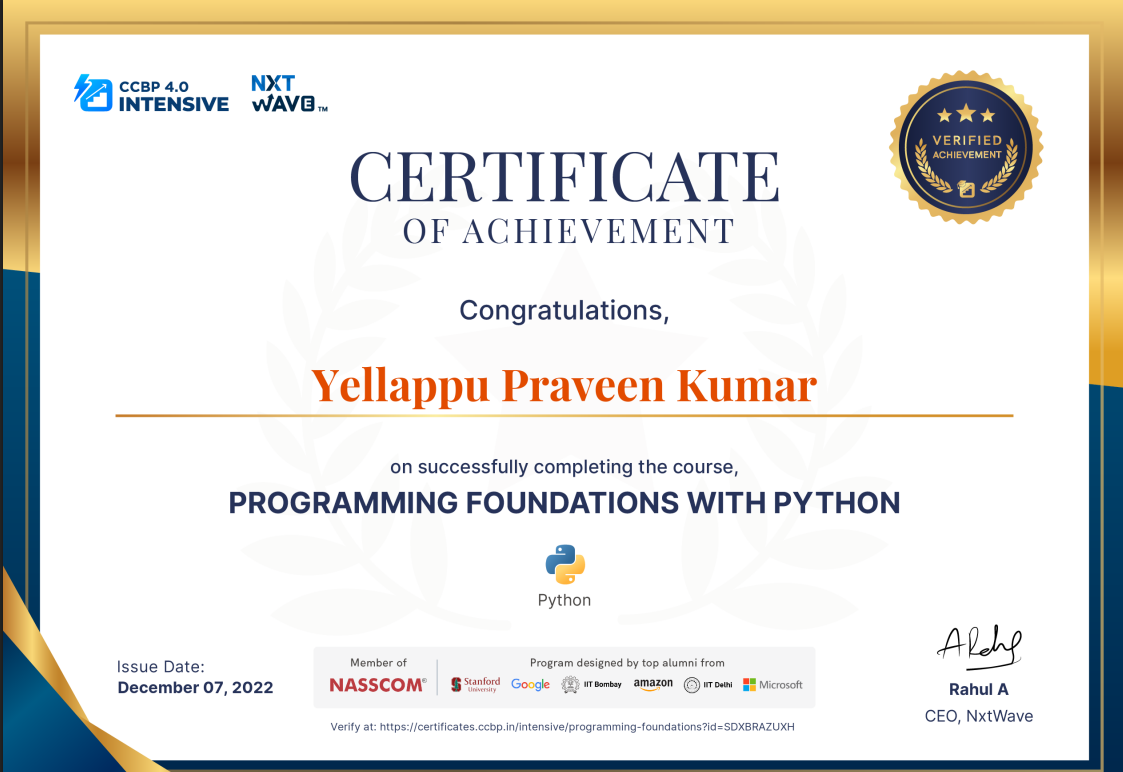 CCBP 4.0
INTENSIVE
NXT
WAVE™
VERIFIED
ACHIEVEMENT
CERTIFICATE
OF ACHIEVEMENT
Congratulations,
Yellappu Praveen Kumar
on successfully completing the course,
PROGRAMMING FOUNDATIONS WITH PYTHON
Python
Issue Date:
December 07, 2022
Member of
NASSCOM®
Program designed by top alumni from
Stanford
University
Google
IIT Bombay
amazon
IIT Delhi
Microsoft
Verify at: https://certificates.ccbp.in/intensive/programming-foundations?id=SDXBRAZUXH
Rahul A
CEO, NxtWave